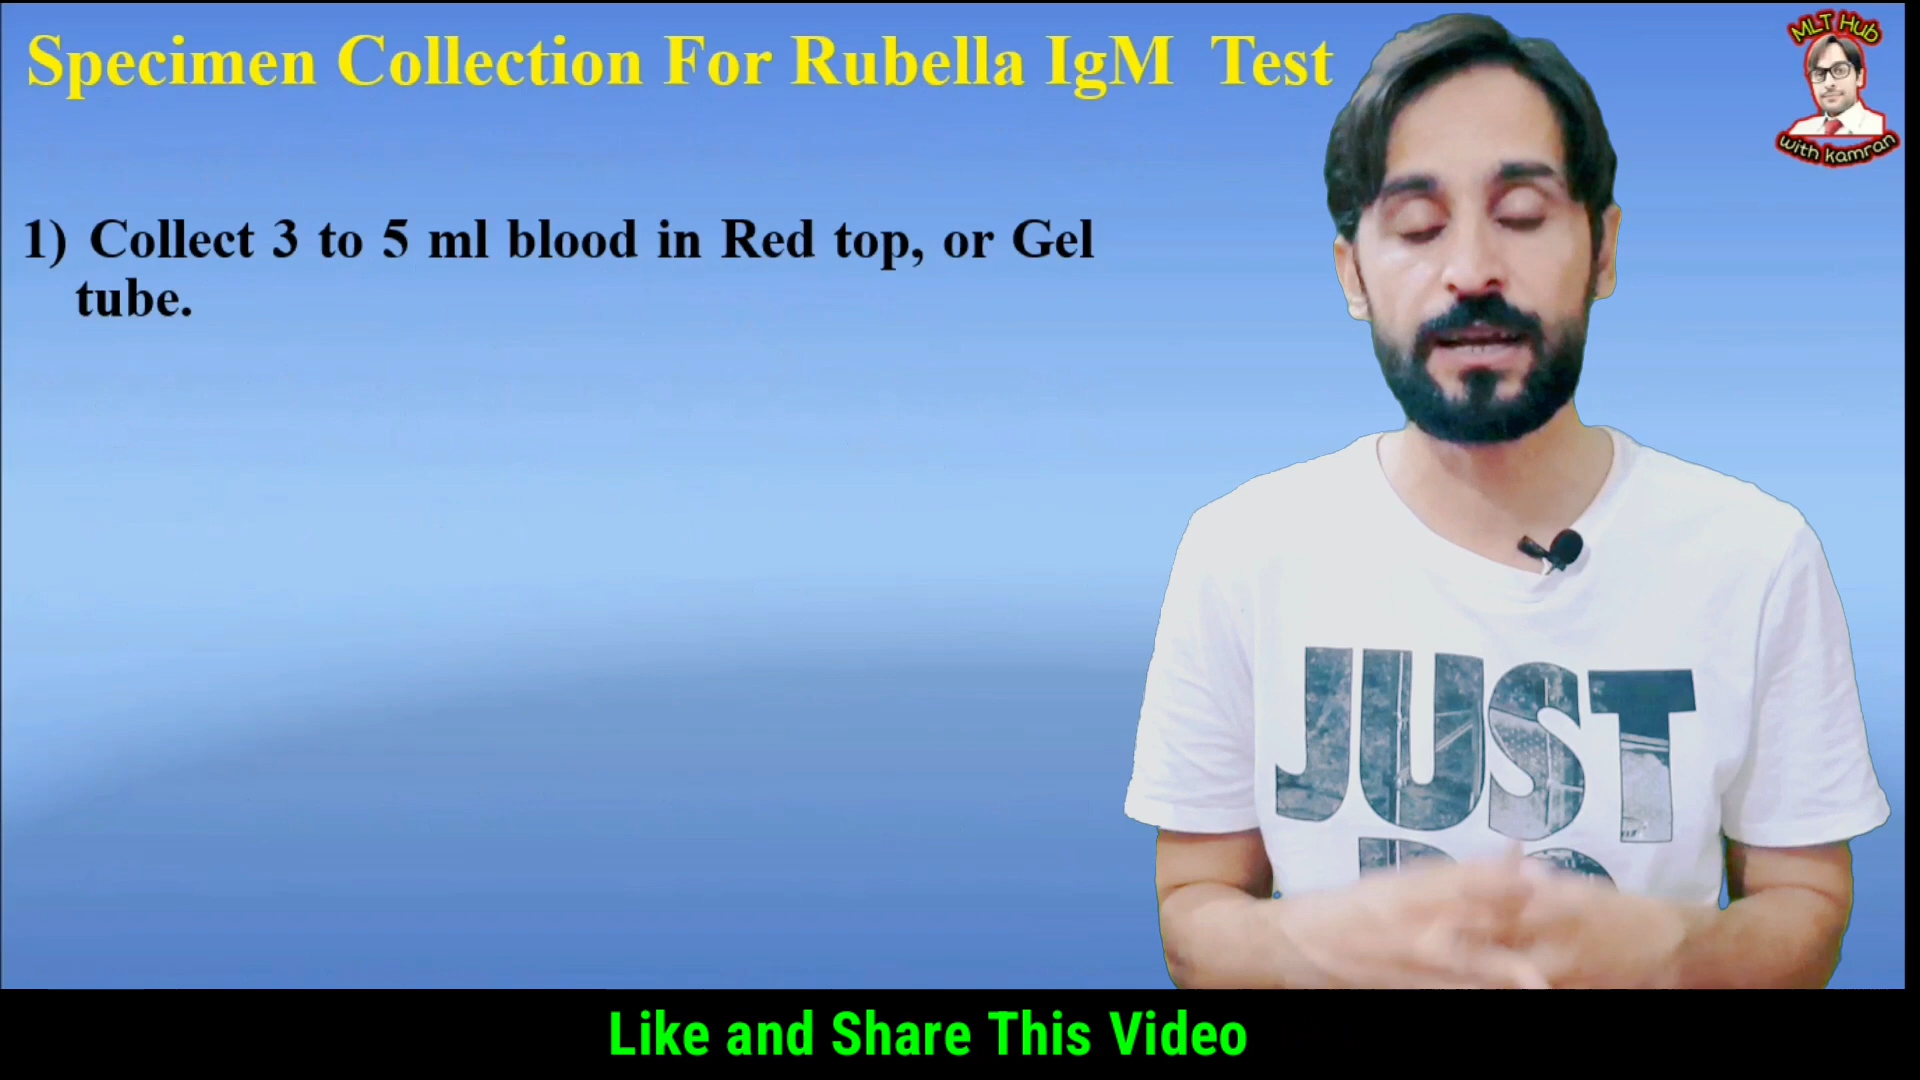 Specimen Collection For Rubella IgM Test
MLT Hub
with kamran
1) Collect 3 to 5 ml blood in Red top, or Gel
tube.
JUST
Like and Share This Video